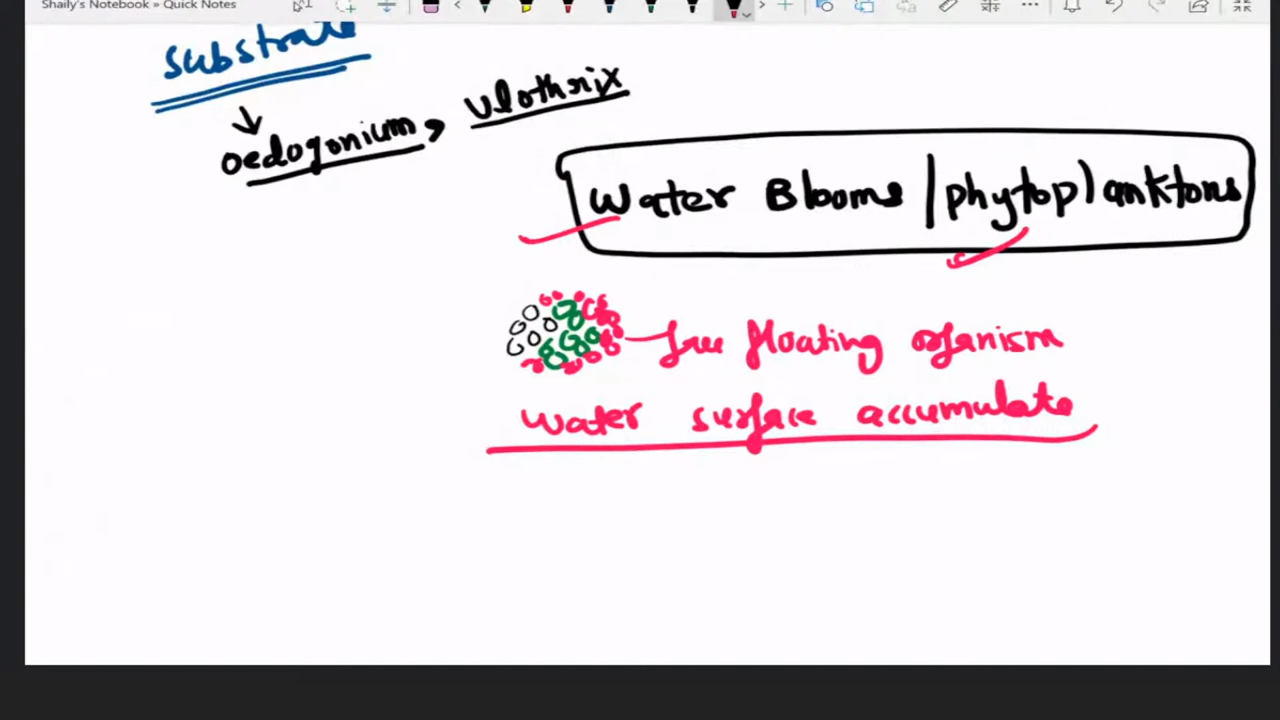 Shaily's Notebook » Quick Notes
substrate
oedogonium, ulothrix
Water Blooms | phytoplanktons
free floating organism
water surface accumulate